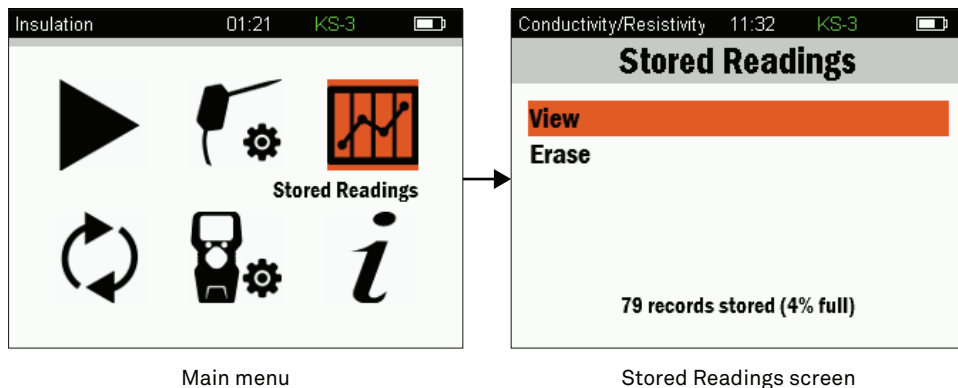 Insulation 01:21 KS-3
Stored Readings
Main menu
Conductivity/Resistivity 11:32 KS-3
Stored Readings
View
Erase
79 records stored (4% full)
Stored Readings screen